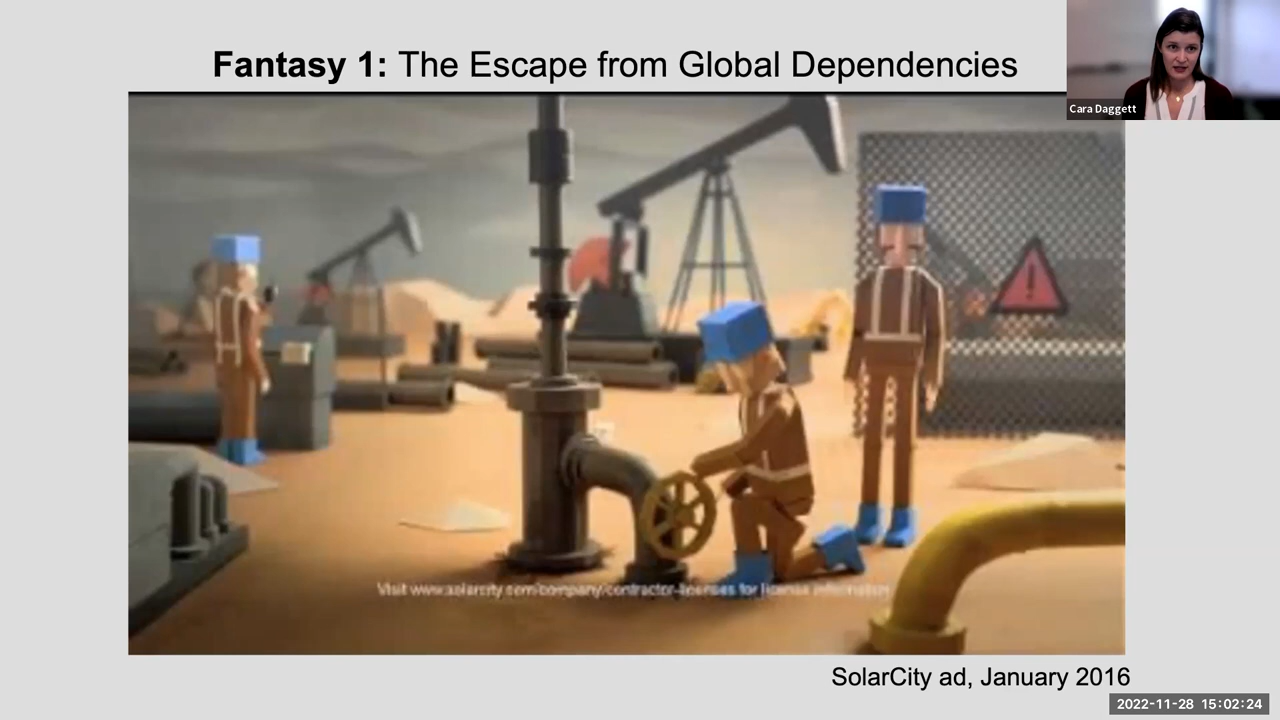 Fantasy 1: The Escape from Global Dependencies
Cara Daggett
!
Visit www.solarcity.com/company/contractor-licenses for license information
SolarCity ad, January 2016
2022-11-28 15:02:24